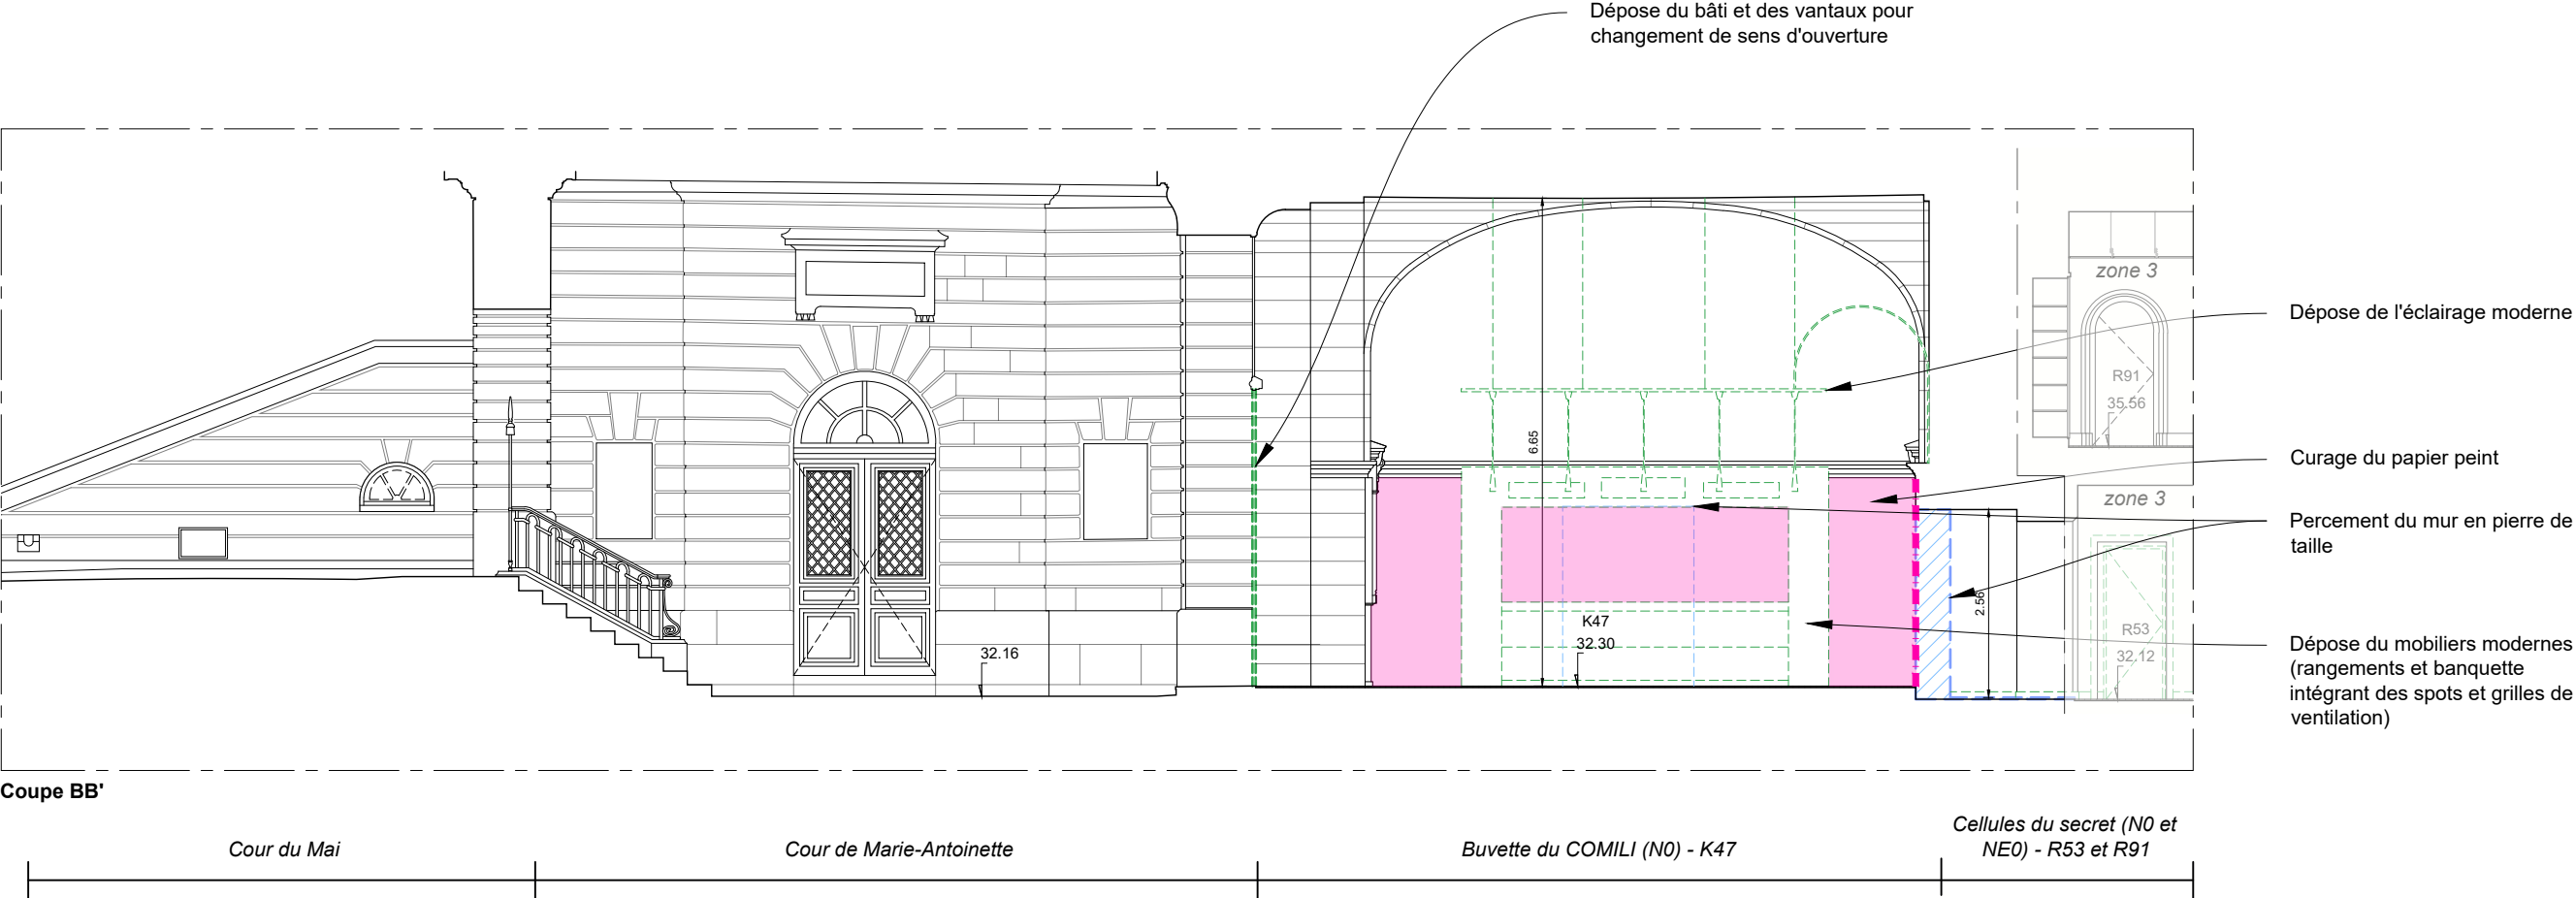 Dépose du bâti et des vantaux pour
changement de sens d'ouverture
zone 3
Dépose de l'éclairage moderne
R91
35.56
6.65
Curage du papier peint
zone 3
Percement du mur en pierre de
taille
2.56
K47
32.30
R53
32.12
32.16
Dépose du mobiliers modernes
(rangements et banquette
intégrant des spots et grilles de
ventilation)
Coupe BB'
Cour du Mai
Cour de Marie-Antoinette
Buvette du COMILI (N0) - K47
Cellules du secret (N0 et
NE0) - R53 et R91